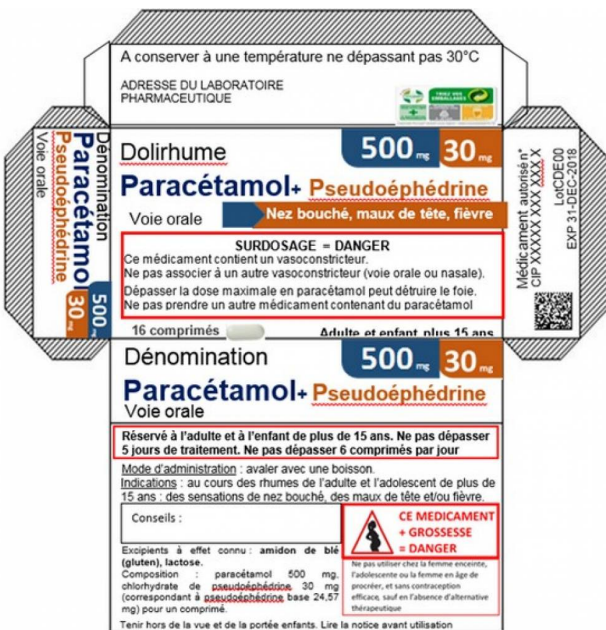 A conserver à une température ne dépassant pas 30°C
ADRESSE DU LABORATOIRE
PHARMACEUTIQUE
TRIEZ VOS
EMBALLAGES
Dénomination
Paracétamol
Pseudoéphédrine
Voie orale
500 mg
30 mg
Dolirhume
500 mg 30 mg
Paracétamol+ Pseudoéphédrine
Voie orale
Nez bouché, maux de tête, fièvre
SURDOSAGE = DANGER
Ce médicament contient un vasoconstricteur.
Ne pas associer à un autre vasoconstricteur (voie orale ou nasale).
Dépasser la dose maximale en paracétamol peut détruire le foie.
Ne pas prendre un autre médicament contenant du paracétamol
16 comprimés
Adulte et enfant plus 15 ans
Médicament autorisé n°
CIP XXXXX XXX XXX X
LotCDE00
EXP 31-DEC-2018
Dénomination
500 mg 30 mg
Paracétamol+ Pseudoéphédrine
Voie orale
Réservé à l'adulte et à l'enfant de plus de 15 ans. Ne pas dépasser
5 jours de traitement. Ne pas dépasser 6 comprimés par jour
Mode d'administration : avaler avec une boisson.
Indications : au cours des rhumes de l'adulte et l'adolescent de plus de
15 ans : des sensations de nez bouché, des maux de tête et/ou fièvre.
Conseils :
CE MEDICAMENT
+ GROSSESSE
= DANGER
Ne pas utiliser chez la femme enceinte,
l'adolescente ou la femme en âge de
procréer, et sans contraception
efficace, sauf en l'absence d'alternative
thérapeutique
Excipients à effet connu : amidon de blé
(gluten), lactose.
Composition : paracétamol 500 mg,
chlorhydrate de pseudoéphédrine 30 mg
(correspondant à pseudoéphédrine base 24,57
mg) pour un comprimé.
Tenir hors de la vue et de la portée enfants. Lire la notice avant utilisation